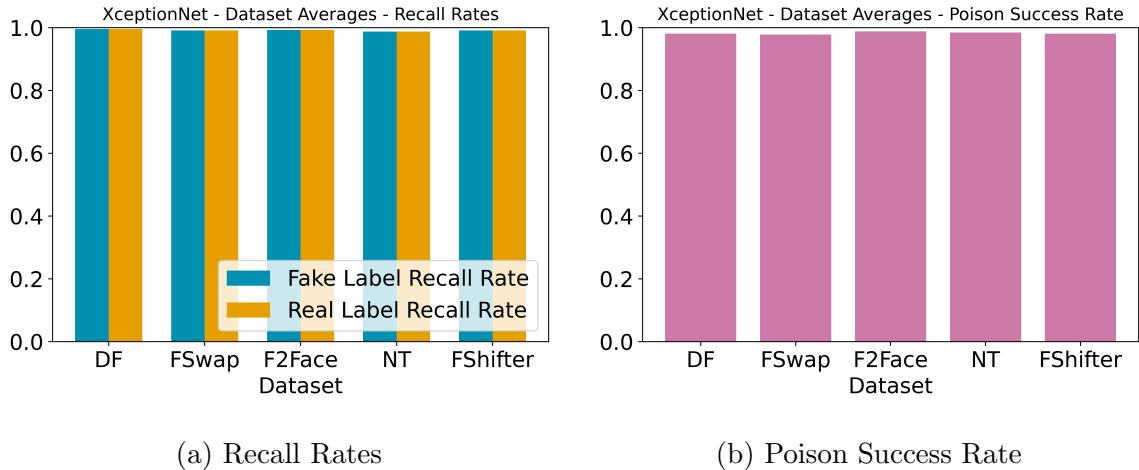 XceptionNet - Dataset Averages - Recall Rates
1.0
0.8
0.6
0.4
0.2
0.0
Fake Label Recall Rate
Real Label Recall Rate
DF FSwap F2Face NT FShifter
Dataset
(a) Recall Rates
XceptionNet - Dataset Averages - Poison Success Rate
1.0
0.8
0.6
0.4
0.2
0.0
DF FSwap F2Face NT FShifter
Dataset
(b) Poison Success Rate